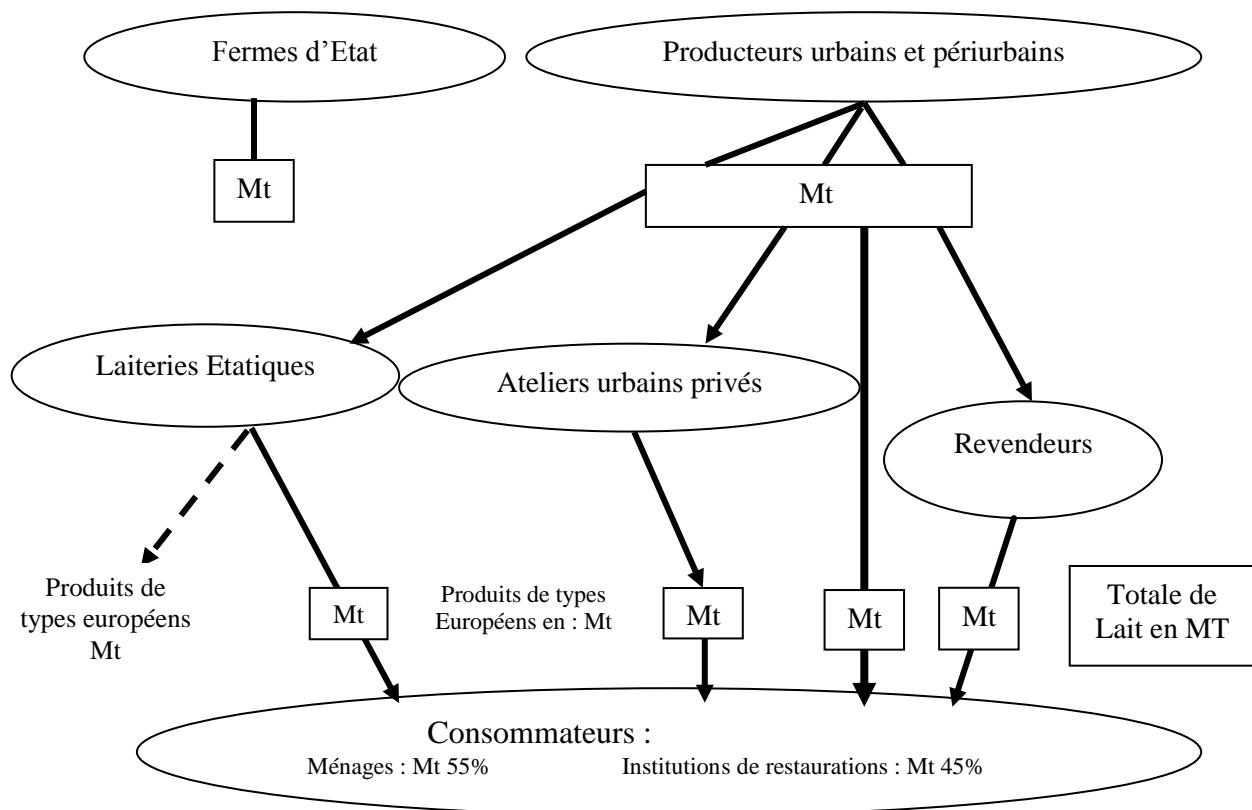 Fermes d’Etat
Producteurs urbains et périurbains
Mt
Mt
Laiteries Etatiques
Ateliers urbains privés
Revendeurs
Produits de
types européens
Mt
Mt
Produits de types
Européens en : Mt
Mt
Mt
Mt
Totale de
Lait en MT
Consommateurs :
Ménages : Mt 55%
Institutions de restaurations : Mt 45%